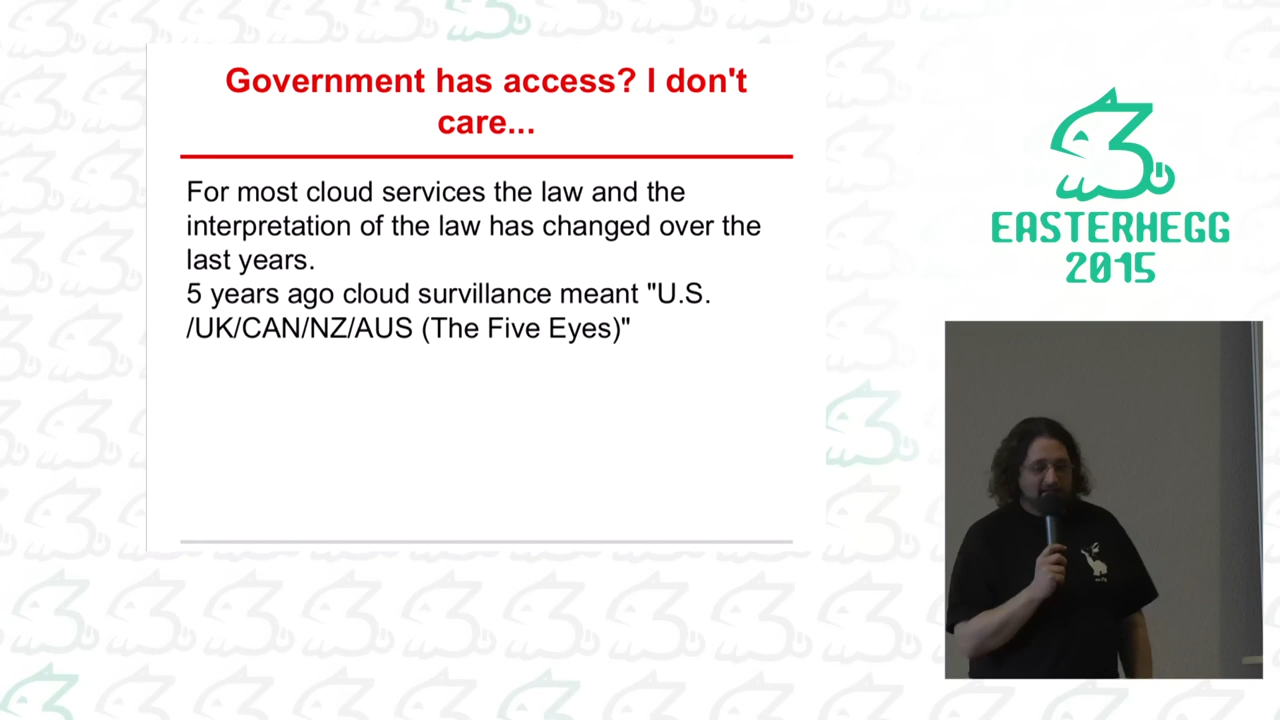 Government has access? I don't
care...
For most cloud services the law and the
interpretation of the law has changed over the
last years.
5 years ago cloud survillance meant "U.S.
/UK/CAN/NZ/AUS (The Five Eyes)"
EASTERHEGG
2015